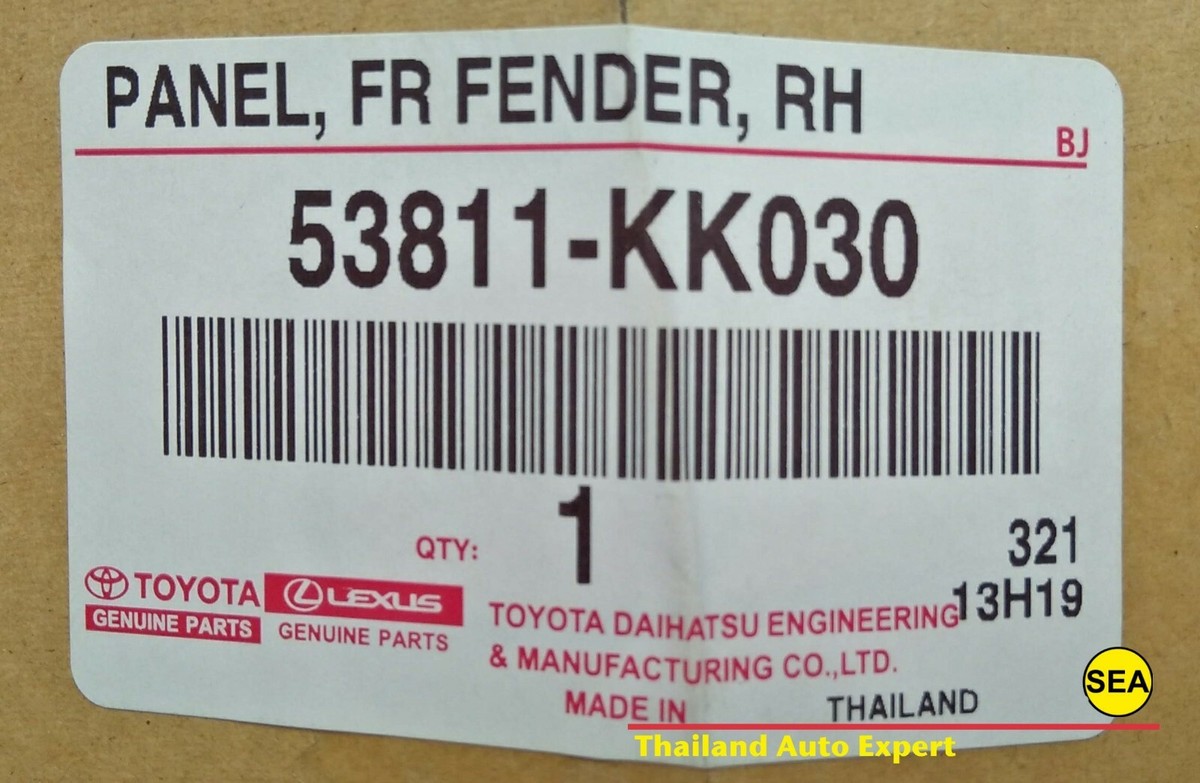 PANEL, FR FENDER, RH
BJ
53811-KK030
QTY: 1
321
13H19
TOYOTA
GENUINE PARTS
LEXUS
GENUINE PARTS
TOYOTA DAIHATSU ENGINEERING
& MANUFACTURING CO.,LTD.
MADE IN THAILAND
SEA
Thailand Auto Expert